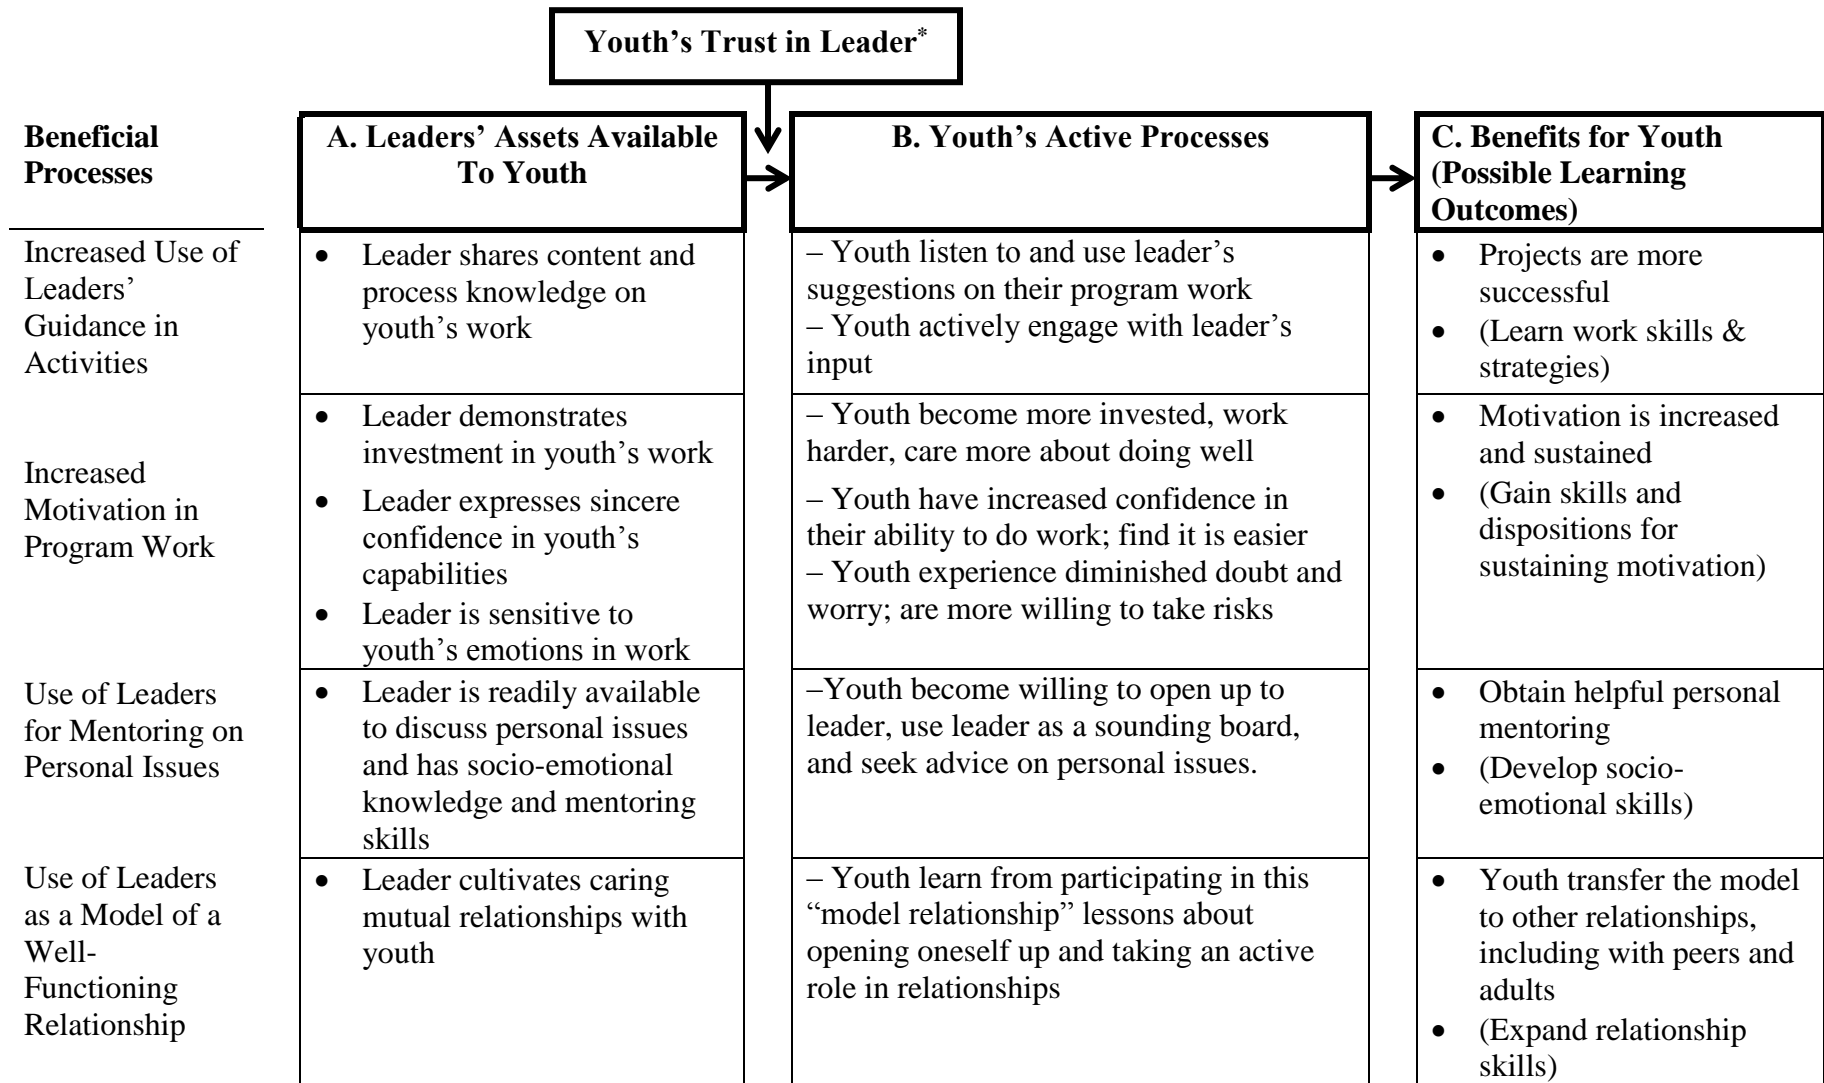 Youth’s Trust in Leader*
Beneficial
Processes
A. Leaders’ Assets Available
To Youth
B. Youth’s Active Processes
C. Benefits for Youth
(Possible Learning
Outcomes)
Increased Use of
Leaders’
Guidance in
Activities
• Leader shares content and
process knowledge on
youth’s work
– Youth listen to and use leader’s
suggestions on their program work
– Youth actively engage with leader’s
input
• Projects are more
successful
• (Learn work skills &
strategies)
Increased
Motivation in
Program Work
• Leader demonstrates
investment in youth’s work
• Leader expresses sincere
confidence in youth’s
capabilities
• Leader is sensitive to
youth’s emotions in work
– Youth become more invested, work
harder, care more about doing well
– Youth have increased confidence in
their ability to do work; find it is easier
– Youth experience diminished doubt and
worry; are more willing to take risks
• Motivation is increased
and sustained
• (Gain skills and
dispositions for
sustaining motivation)
Use of Leaders
for Mentoring on
Personal Issues
• Leader is readily available
to discuss personal issues
and has socio-emotional
knowledge and mentoring
skills
–Youth become willing to open up to
leader, use leader as a sounding board,
and seek advice on personal issues.
• Obtain helpful personal
mentoring
• (Develop socio-
emotional skills)
Use of Leaders
as a Model of a
Well-
Functioning
Relationship
• Leader cultivates caring
mutual relationships with
youth
– Youth learn from participating in this
“model relationship” lessons about
opening oneself up and taking an active
role in relationships
• Youth transfer the model
to other relationships,
including with peers and
adults
• (Expand relationship
skills)